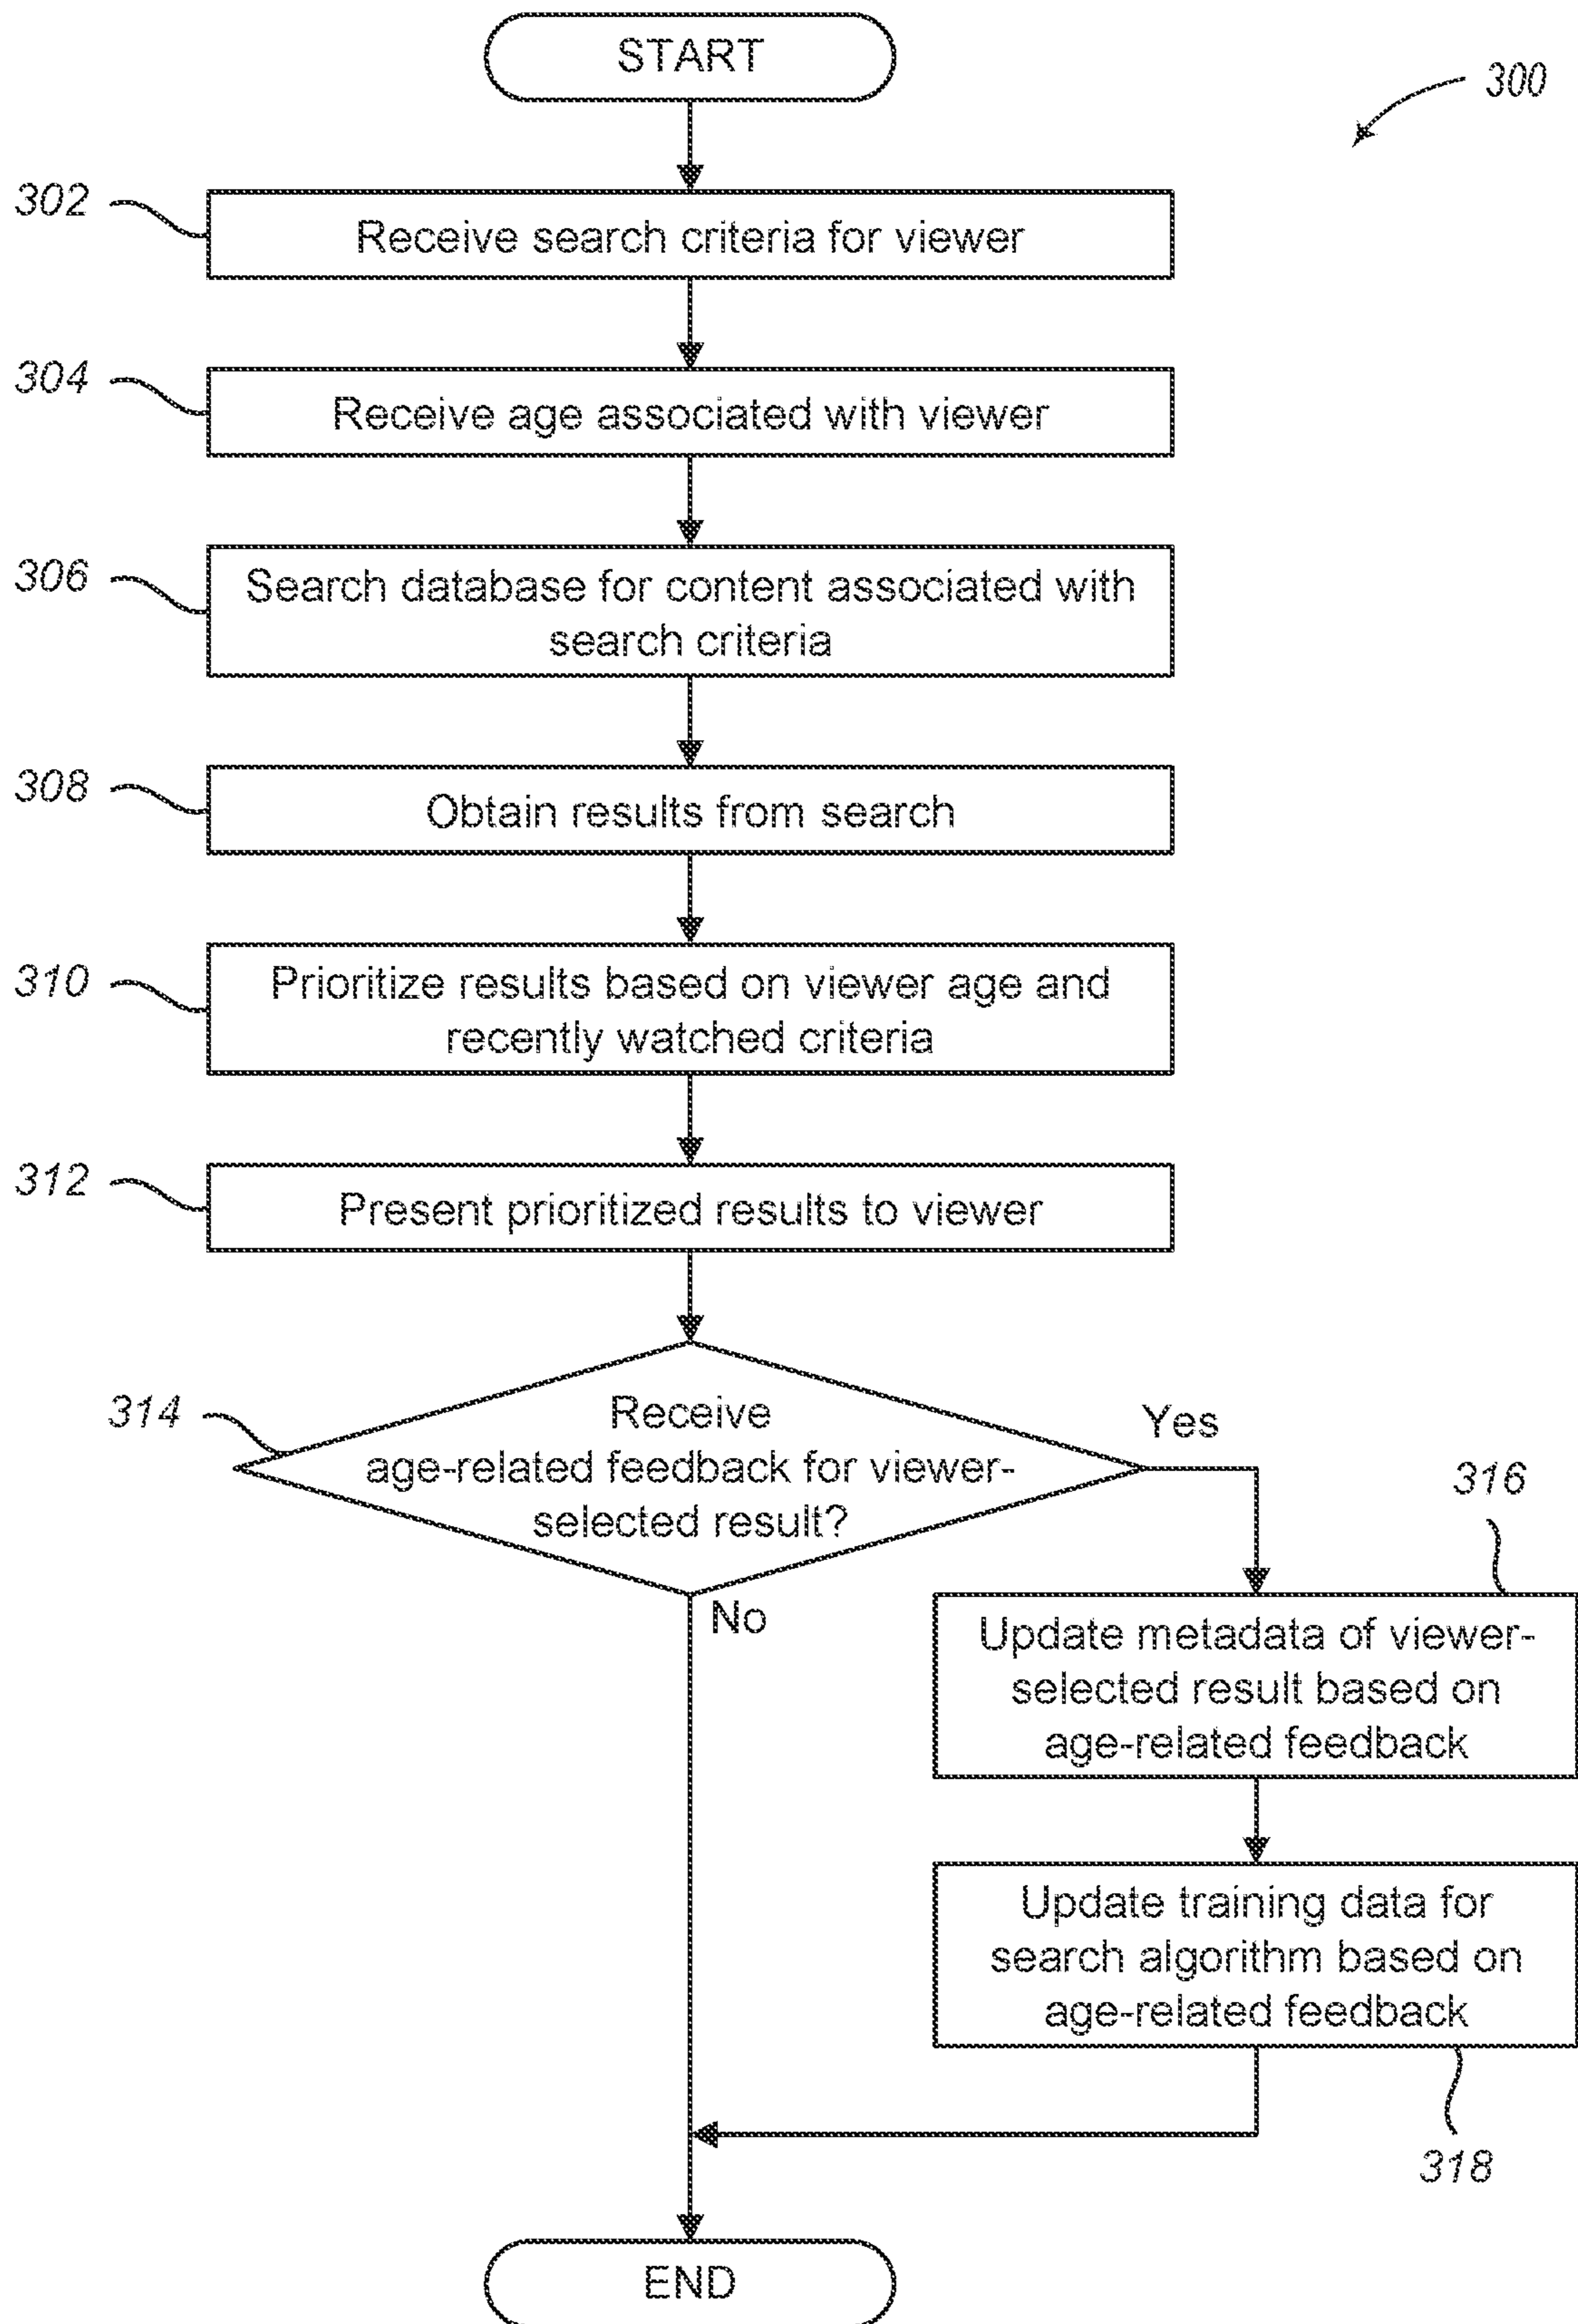 START
300
302
Receive search criteria for viewer
304
Receive age associated with viewer
306
Search database for content associated with
search criteria
308
Obtain results from search
310
Prioritize results based on viewer age and
recently watched criteria
312
Present prioritized results to viewer
314
Receive
age-related feedback for viewer-
selected result?
Yes
No
316
Update metadata of viewer-
selected result based on
age-related feedback
Update training data for
search algorithm based on
age-related feedback
318
END